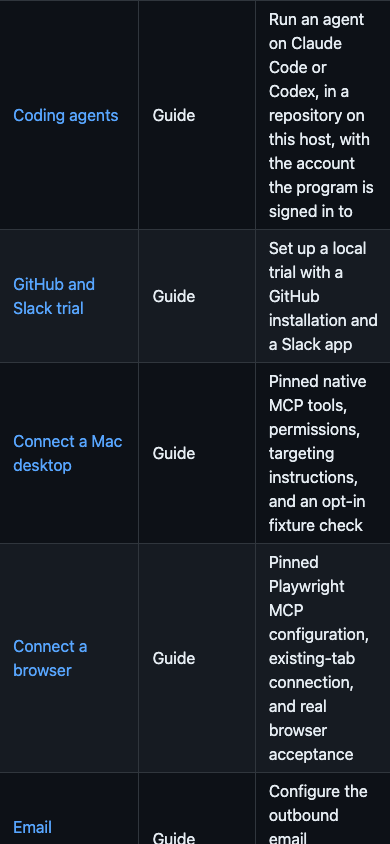 Coding agents
Guide
Run an agent
on Claude
Code or
Codex, in a
repository on
this host, with
the account
the program is
signed in to
GitHub and
Slack trial
Guide
Set up a local
trial with a
GitHub
installation and
a Slack app
Connect a Mac
desktop
Guide
Pinned native
MCP tools,
permissions,
targeting
instructions,
and an opt-in
fixture check
Connect a
browser
Guide
Pinned
Playwright
MCP
configuration,
existing-tab
connection,
and real
browser
acceptance
Email
Guide
Configure the
outbound
email